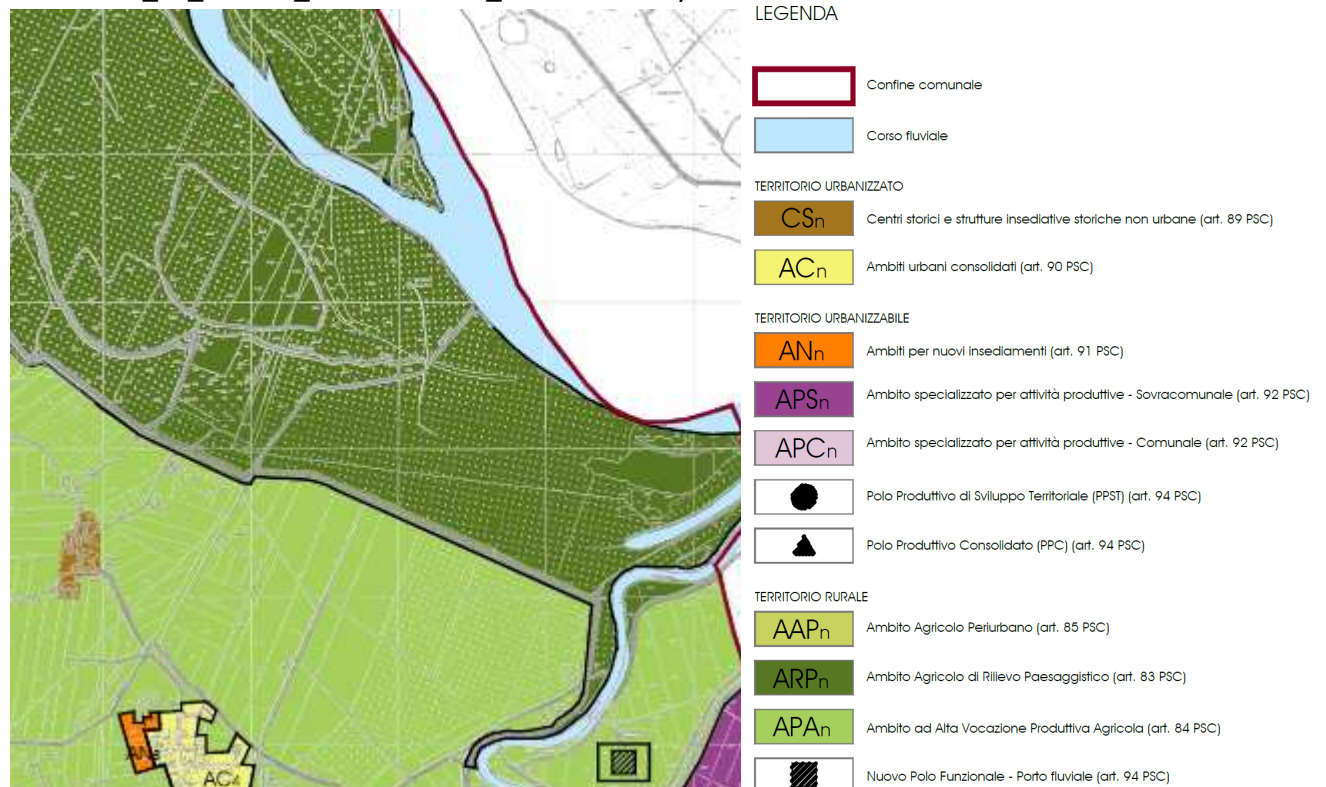 LEGENDA
Confine comunale
Corso fluviale
TERRITORIO URBANIZZATO
CSn
Centri storici e strutture insediative storiche non urbane (art. 89 PSC)
ACn
Ambiti urbani consolidati (art. 90 PSC)
TERRITORIO URBANIZZABILE
ANn
Ambiti per nuovi insediamenti (art. 91 PSC)
APSn
Ambito specializzato per attività produttive - Sovracomunale (art. 92 PSC)
APCn
Ambito specializzato per attività produttive - Comunale (art. 92 PSC)
Polo Produttivo di Sviluppo Territoriale (PPST) (art. 94 PSC)
Polo Produttivo Consolidato (PPC) (art. 94 PSC)
TERRITORIO RURALE
AAPn
Ambito Agricolo Periurbano (art. 85 PSC)
ARPn
Ambito Agricolo di Rilievo Paesaggistico (art. 83 PSC)
APAn
Ambito ad Alta Vocazione Produttiva Agricola (art. 84 PSC)
Nuovo Polo Funzionale - Porto fluviale (art. 94 PSC)